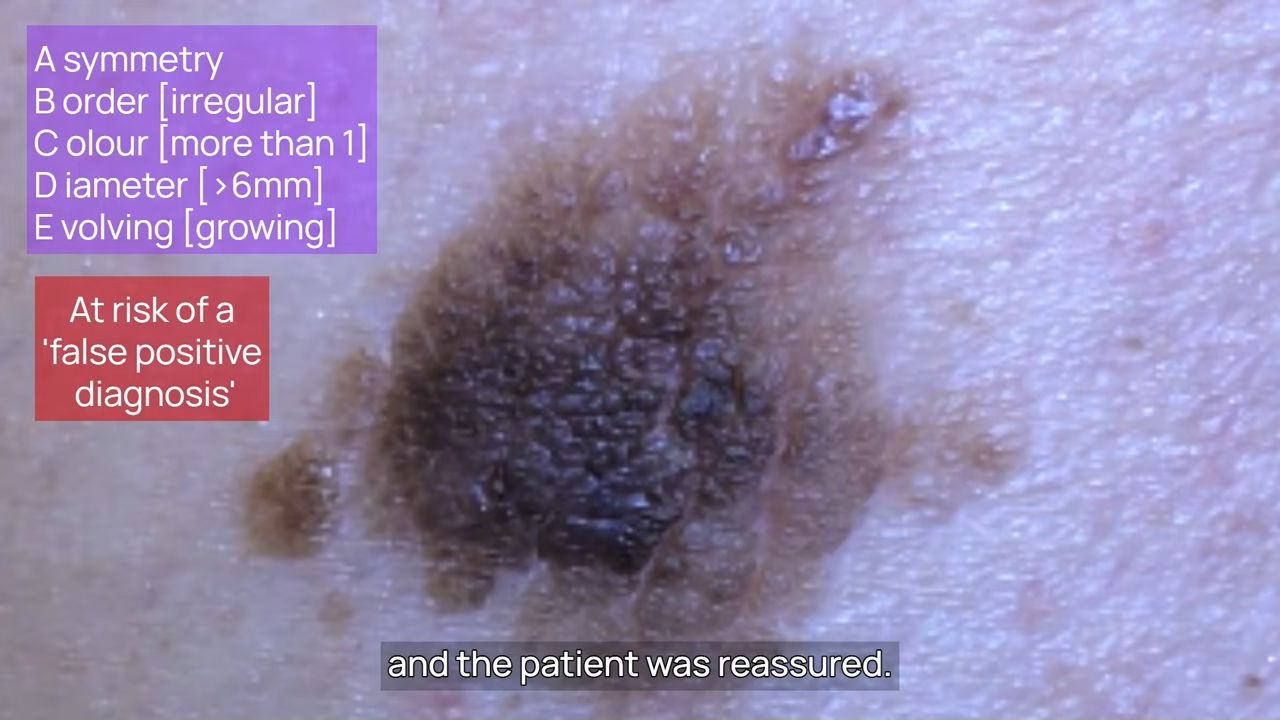 A symmetry
B order [irregular]
C olour [more than 1]
D iameter [>6mm]
E volving [growing]
At risk of a
'false positive
diagnosis'
and the patient was reassured.